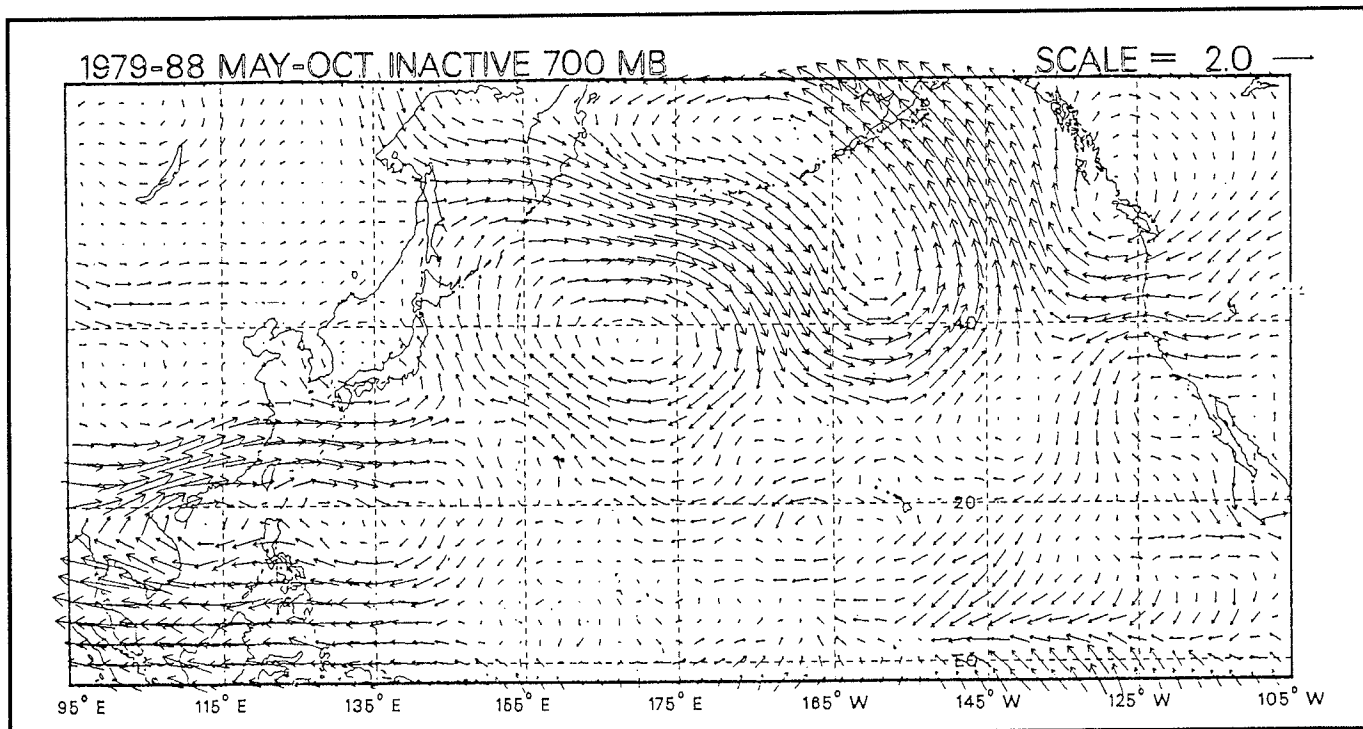 1979-88 MAY-OCT INACTIVE 700 MB
SCALE = 2.0
40
20
EQ
95° E 115° E 135° E 155° E 175° E 165° W 145° W 125° W 105° W